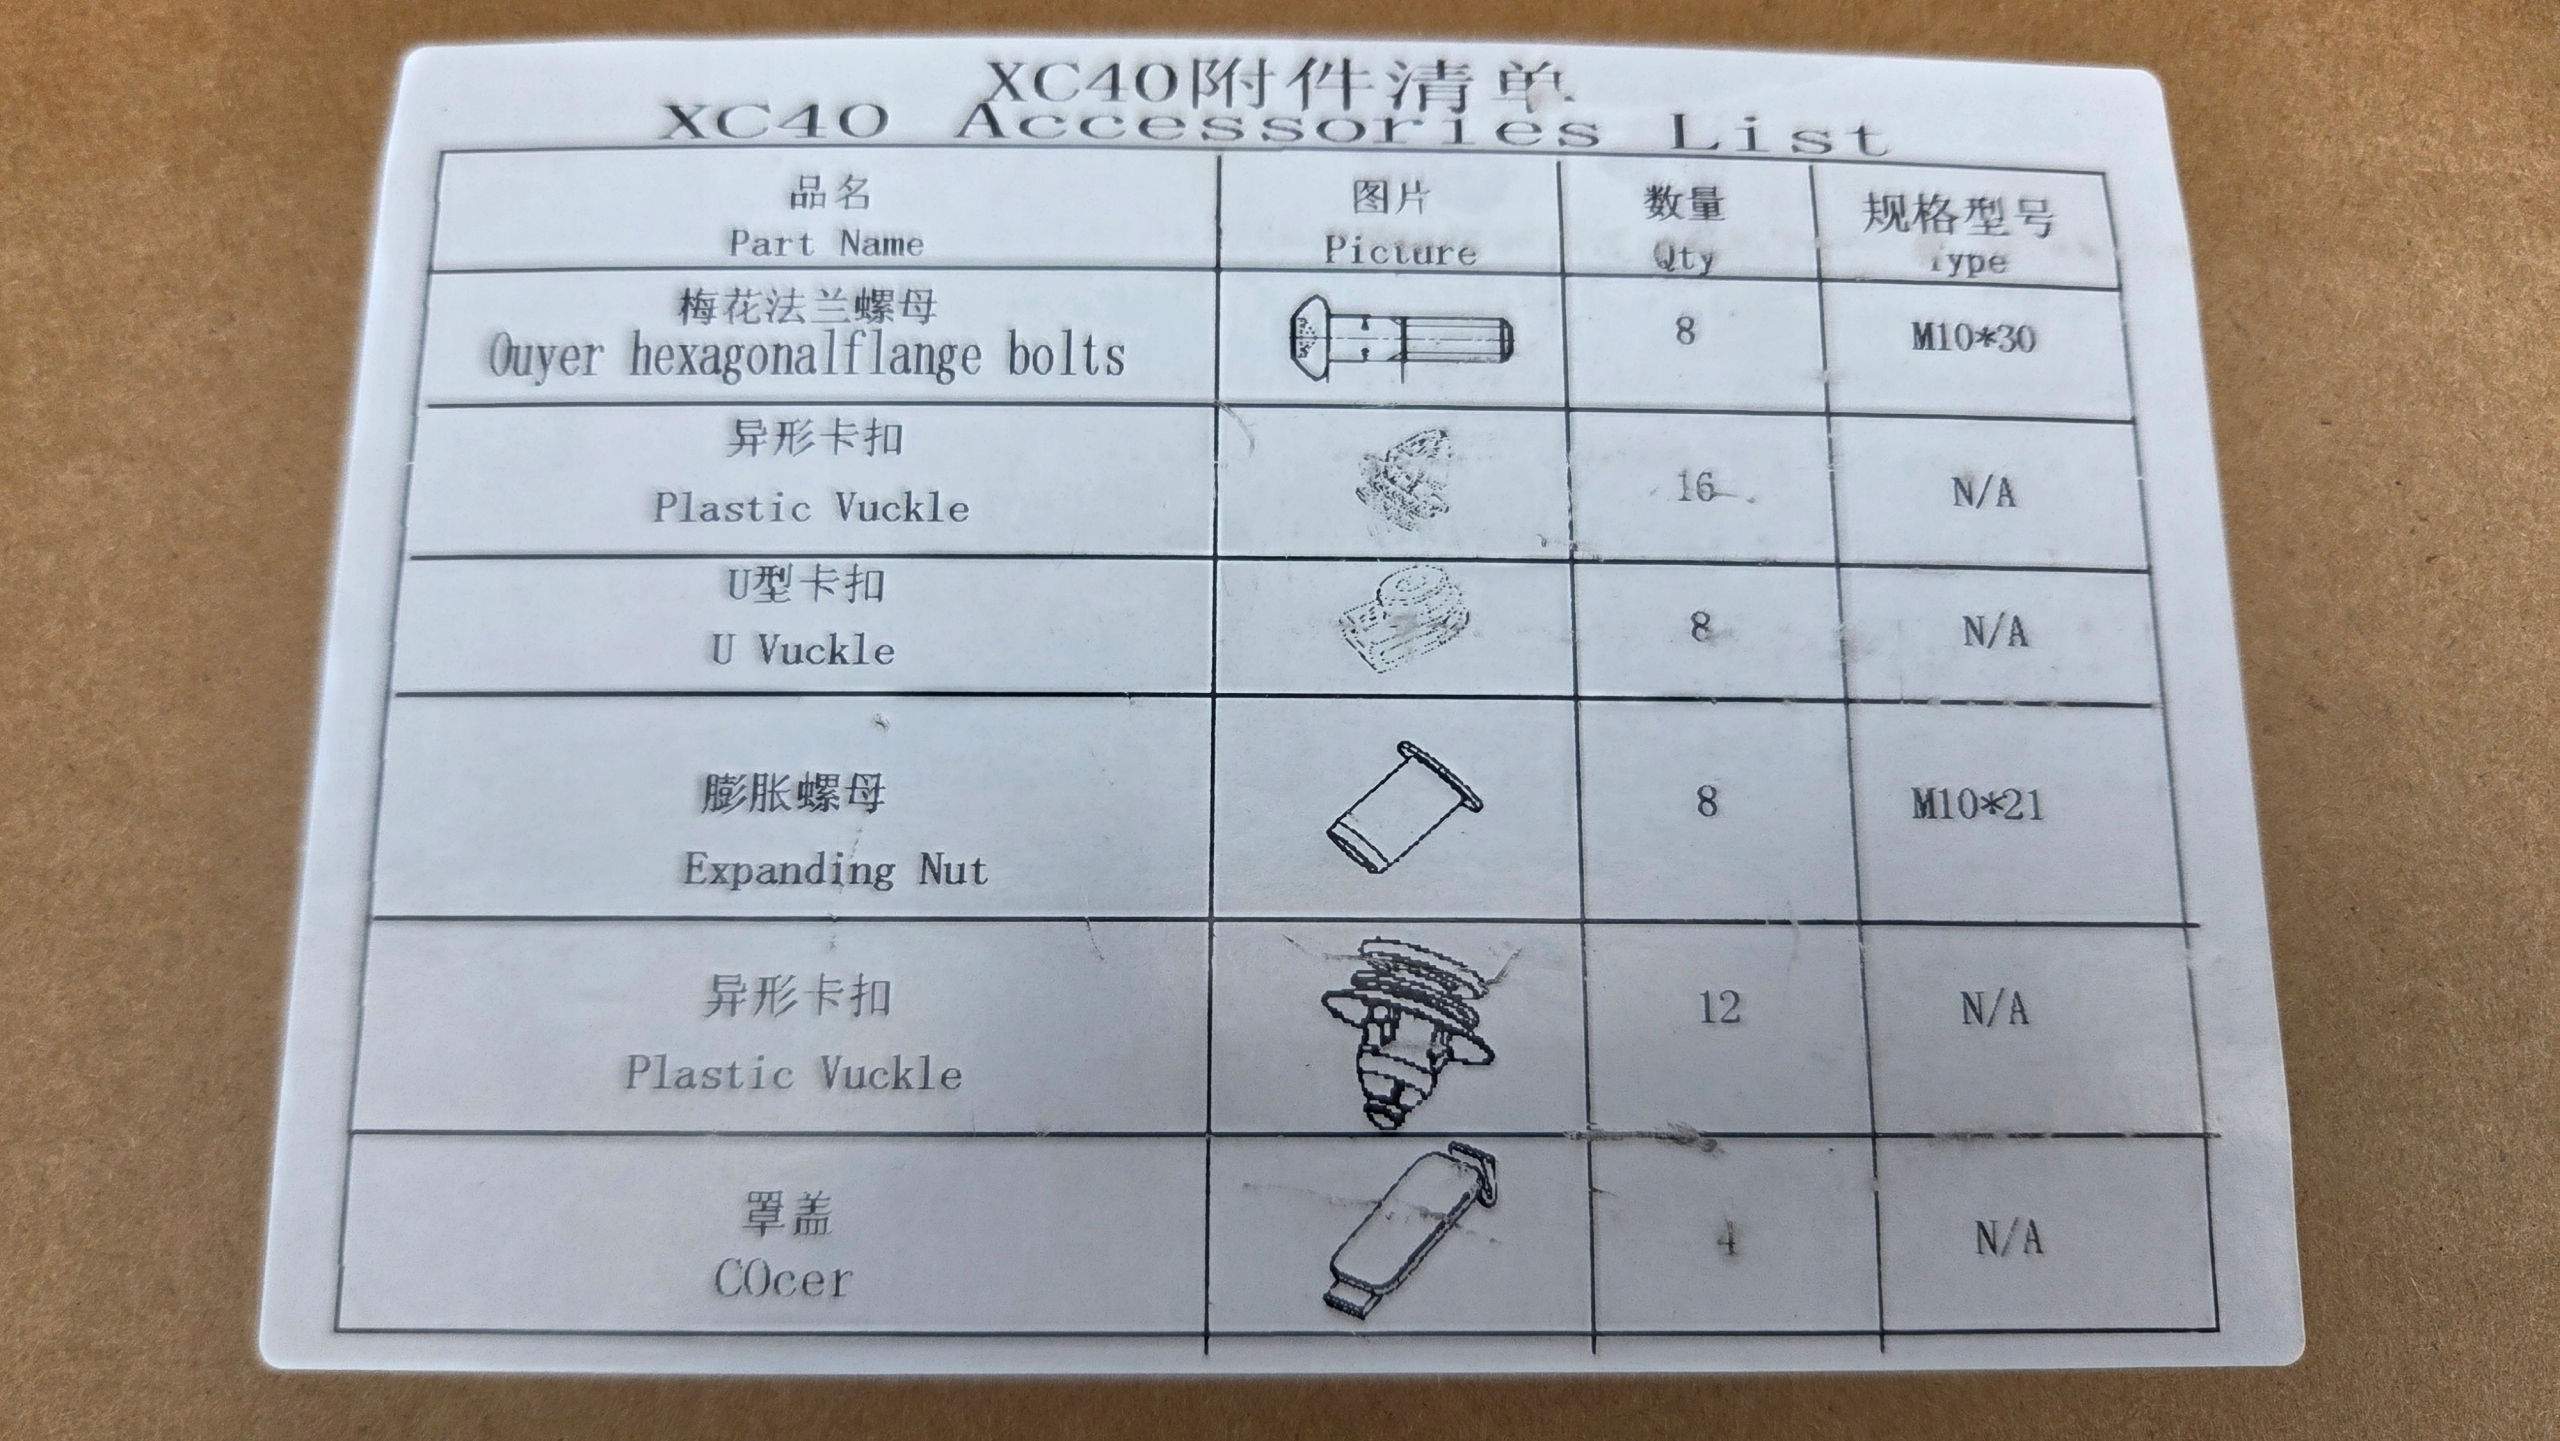 XC40附件清单
XC40 Accessories List
品名 图片 数量 规格型号
Part Name Picture Qty Type
梅花法兰螺母
Ouyer hexagonalflange bolts 8 M10*30
异形卡扣
Plastic Vuckle 16 N/A
U型卡扣
U Vuckle 8 N/A
膨胀螺母
Expanding Nut 8 M10*21
异形卡扣
Plastic Vuckle 12 N/A
罩盖
COcer 4 N/A